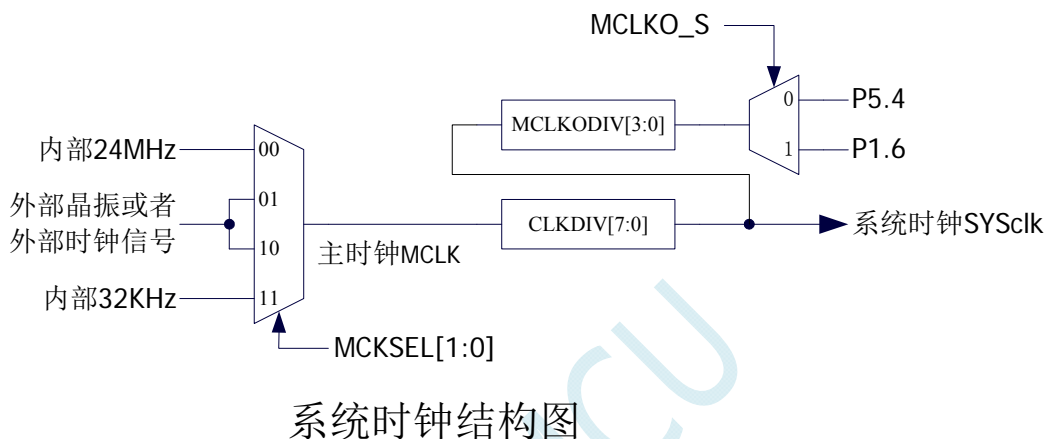 MCLKO_S
0
P5.4
MCLKODIV[3:0]
1
P1.6
内部24MHz
00
外部晶振或者
外部时钟信号
01
10
主时钟MCLK
CLKDIV[7:0]
系统时钟SYSclk
内部32KHz
11
MCKSEL[1:0]
系统时钟结构图